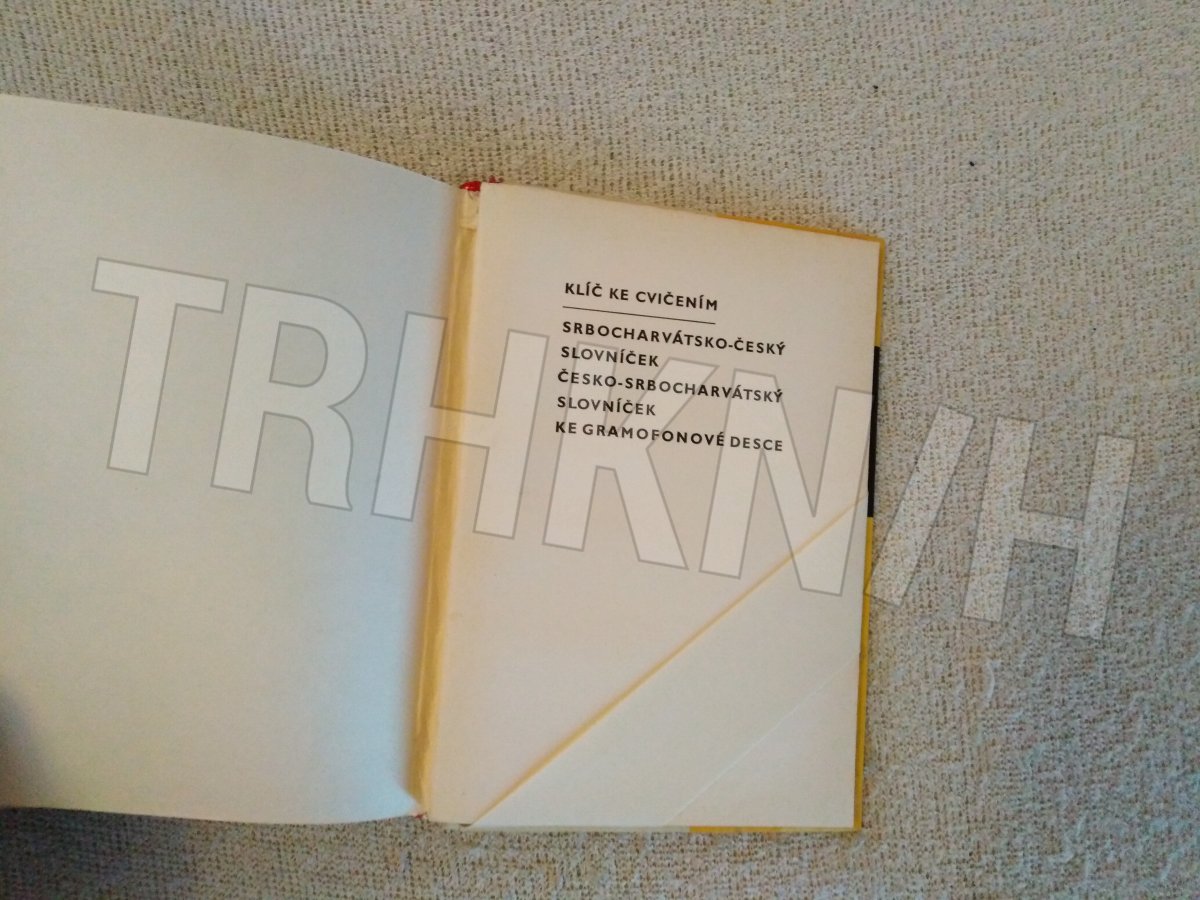 KLÍČ KE CVIČENÍM
SRBOCHARVÁTSKO-ČESKÝ
SLOVNÍČEK
ČESKO-SRBOCHARVÁTSKÝ
SLOVNÍČEK
KE GRAMOFONOVÉ DESCE
TRHKNIH